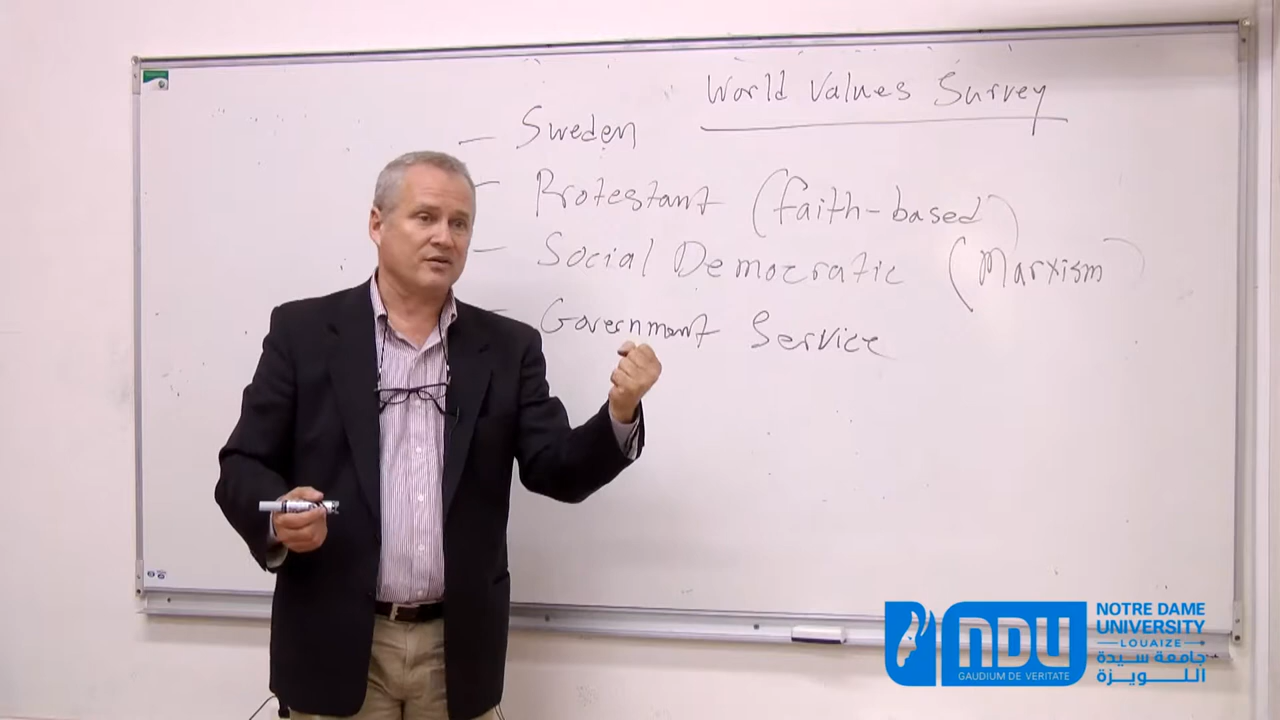 World Values Survey
– Sweden
– Protestant (faith-based)
– Social Democratic (Marxism)
– Government Service
NDU
GAUDIUM DE VERITATE
NOTRE DAME
UNIVERSITY
LOUAIZE
جامعة سيدة
اللويزة